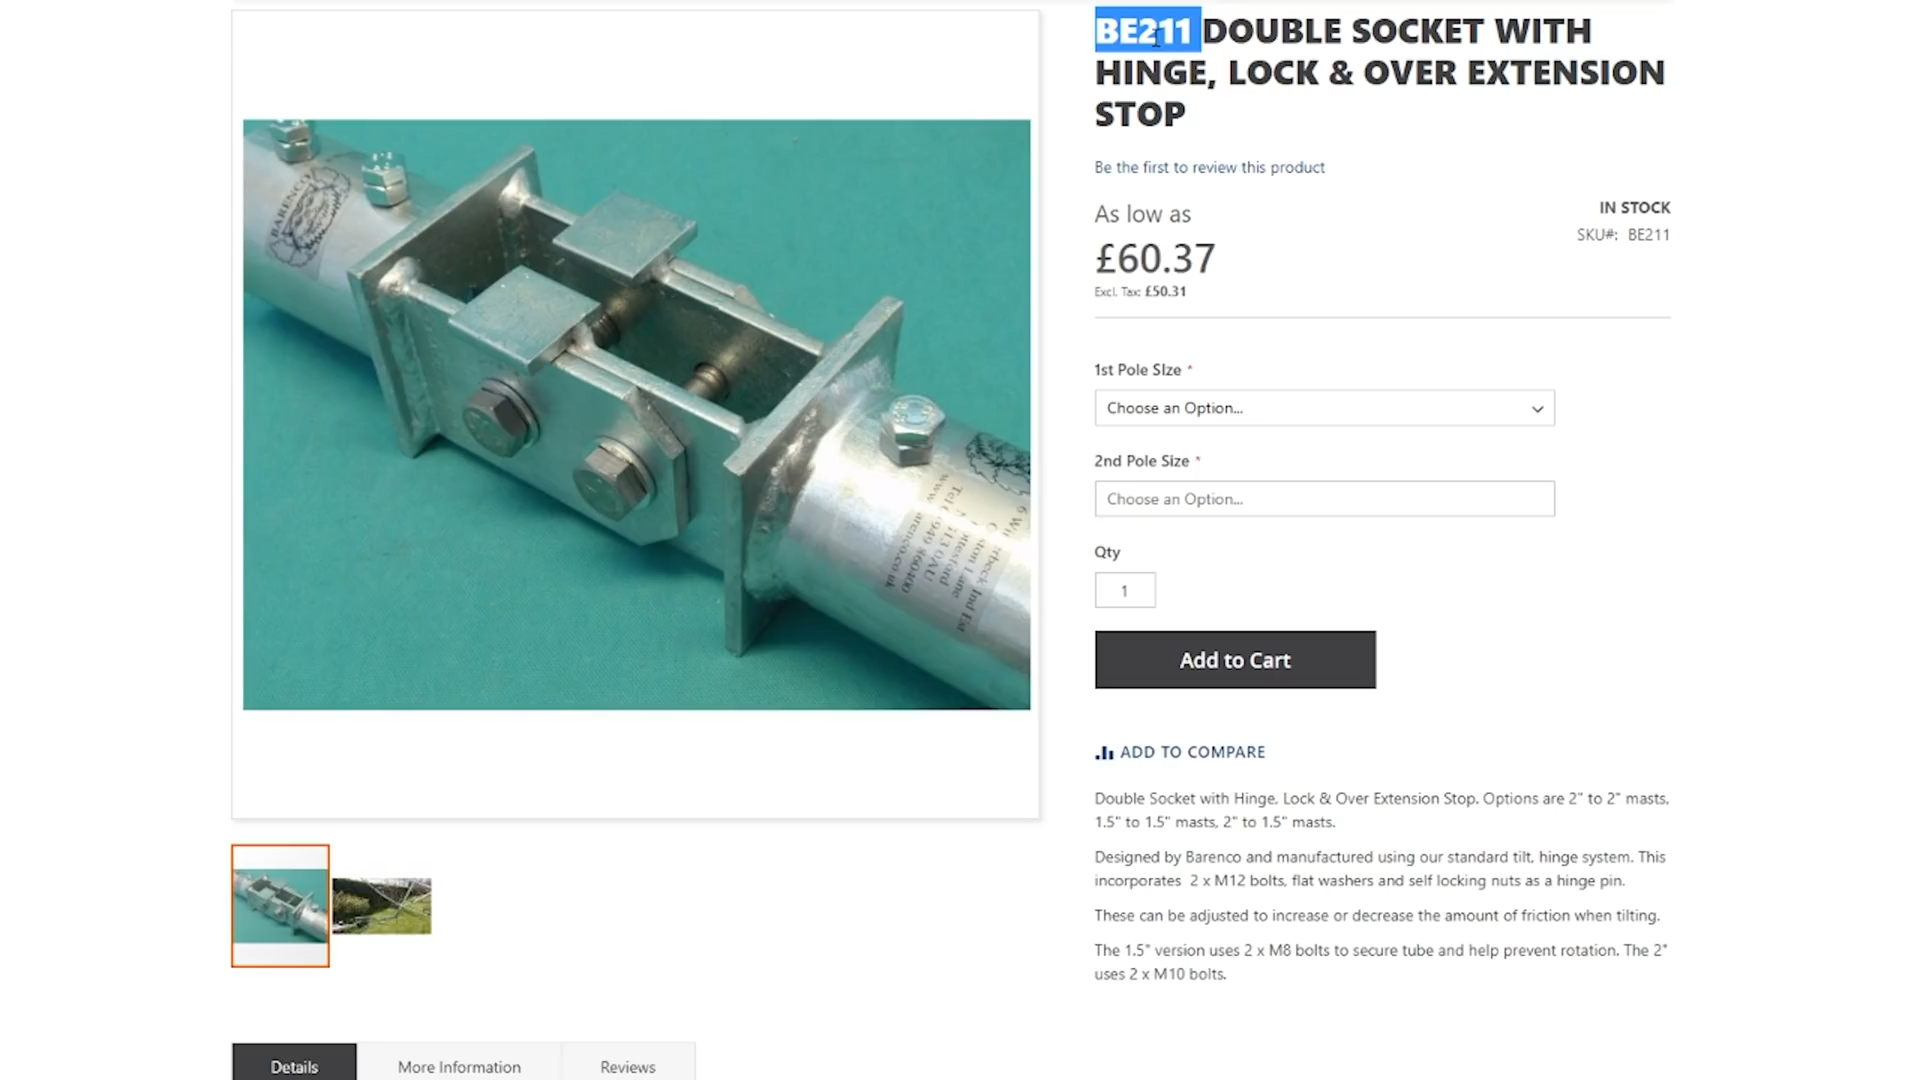 BE211 DOUBLE SOCKET WITH
HINGE, LOCK & OVER EXTENSION
STOP
Be the first to review this product
As low as
IN STOCK
SKU#: BE211
£60.37
Excl. Tax: £50.31
1st Pole SIze *
Choose an Option...
2nd Pole Size *
Choose an Option...
Qty
1
Add to Cart
ADD TO COMPARE
Double Socket with Hinge. Lock & Over Extension Stop. Options are 2" to 2" masts,
1.5" to 1.5" masts, 2" to 1.5" masts.
Designed by Barenco and manufactured using our standard tilt, hinge system. This
incorporates 2 x M12 bolts, flat washers and self locking nuts as a hinge pin.
These can be adjusted to increase or decrease the amount of friction when tilting.
The 1.5" version uses 2 x M8 bolts to secure tube and help prevent rotation. The 2"
uses 2 x M10 bolts.
BARENCO
Details
More Information
Reviews